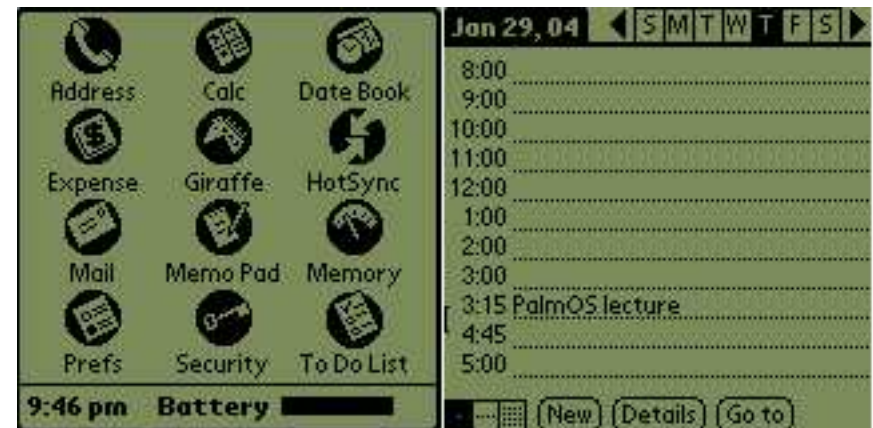 Address Calc Date Book
Expense Giraffe HotSync
Mail Memo Pad Memory
Prefs Security To Do List
9:46 pm Battery
Jan 29, 04 S M T W T F S
8:00
9:00
10:00
11:00
12:00
1:00
2:00
3:00
3:15 PalmOS lecture
4:45
5:00
New Details Go to